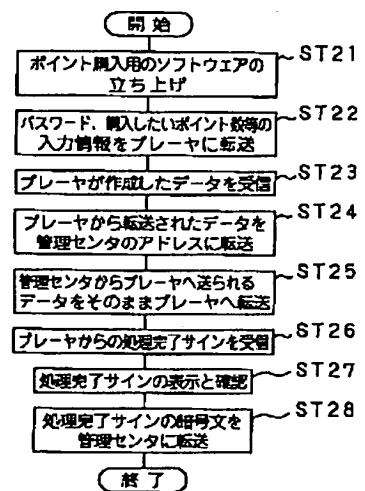 開始
ポイント購入用のソフトウェアの
立ち上げ
ST21
パスワード、購入したいポイント数等の
入力情報をプレーヤに転送
ST22
プレーヤが作成したデータを受信
ST23
プレーヤから転送されたデータを
管理センタのアドレスに転送
ST24
管理センタからプレーヤへ送られる
データをそのままプレーヤへ転送
ST25
プレーヤからの処理完了サインを受信
ST26
処理完了サインの表示と確認
ST27
処理完了サインの暗号文を
管理センタに転送
ST28
終了